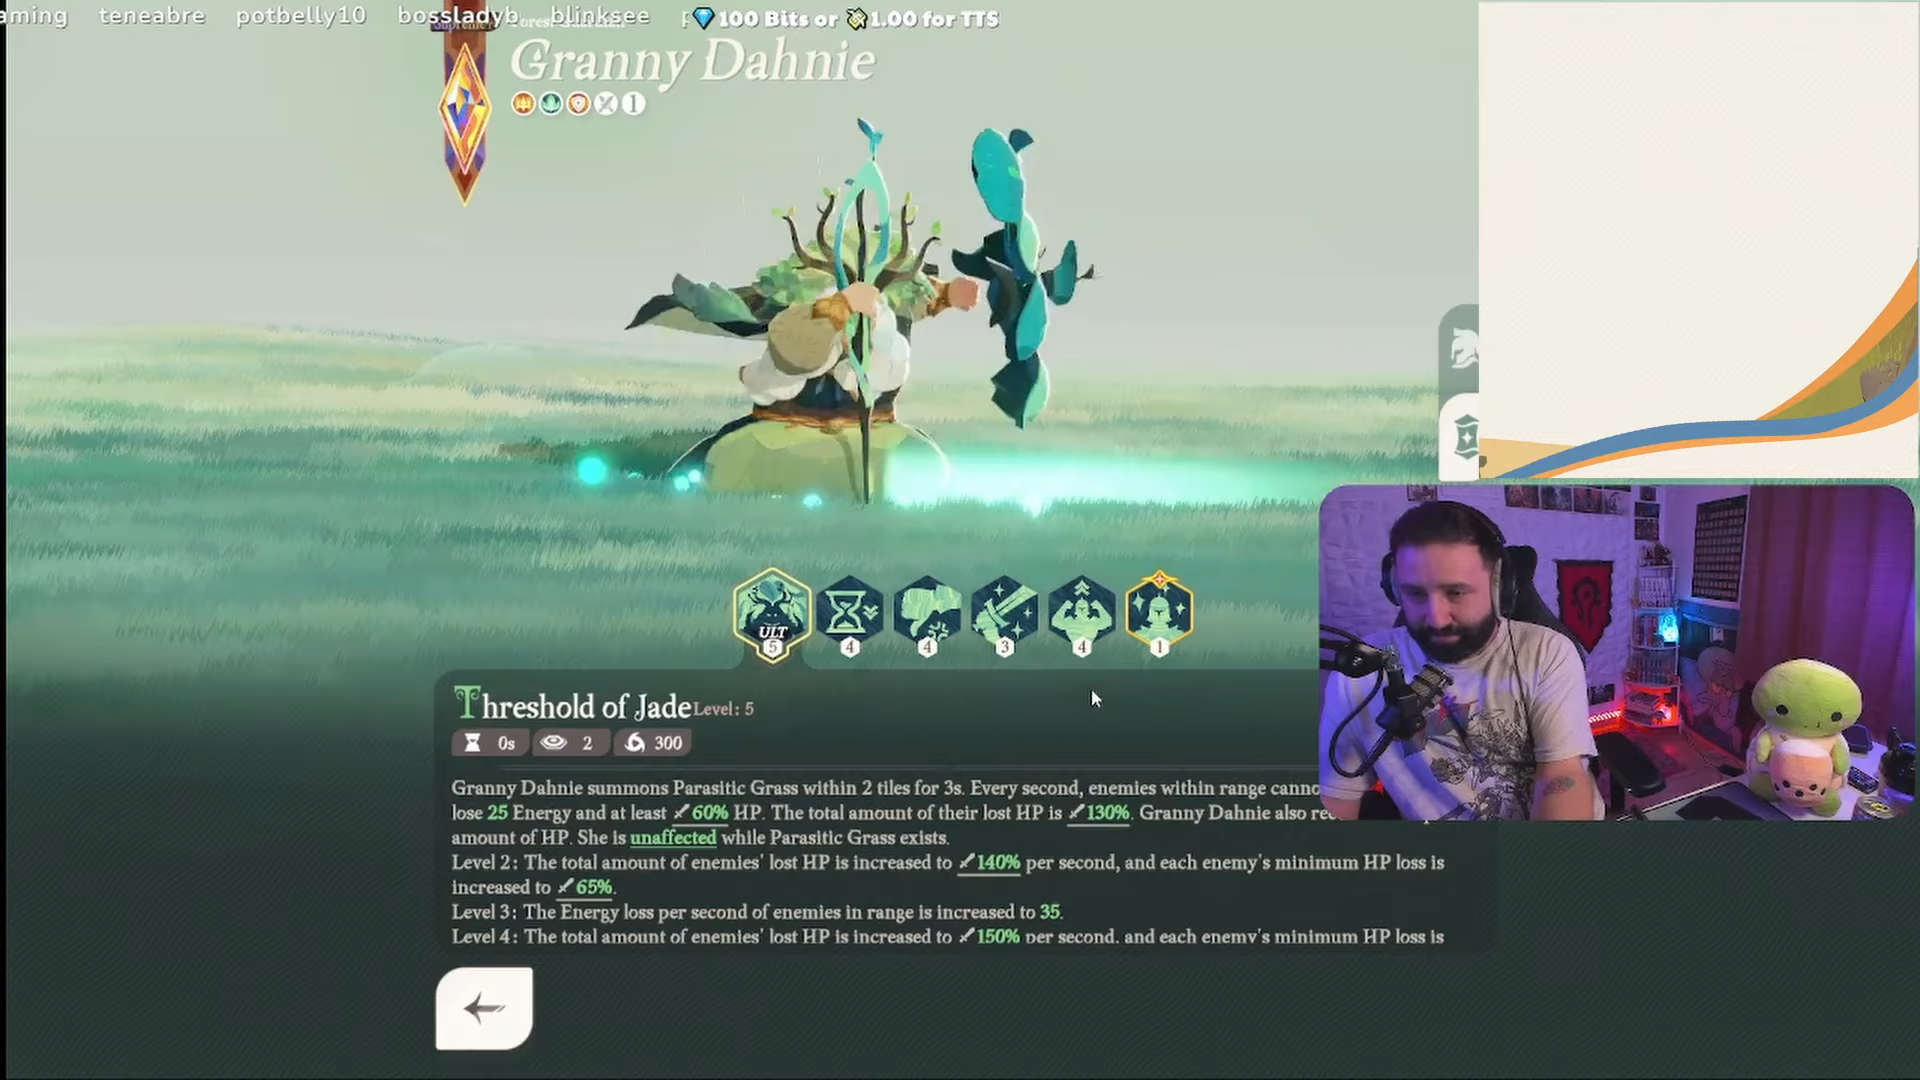 aming teneabre potbelly10 bossladyb blinksee
100 Bits or 1.00 for TTS
Supreme+
Granny Dahnie
1
ULT
5
4
4
3
4
1
Threshold of Jade Level: 5
0s 2 300
Granny Dahnie summons Parasitic Grass within 2 tiles for 3s. Every second, enemies within range canno
lose 25 Energy and at least 60% HP. The total amount of their lost HP is 130%. Granny Dahnie also re
amount of HP. She is unaffected while Parasitic Grass exists.
Level 2: The total amount of enemies' lost HP is increased to 140% per second, and each enemy's minimum HP loss is
increased to 65%.
Level 3: The Energy loss per second of enemies in range is increased to 35.
Level 4: The total amount of enemies' lost HP is increased to 150% per second, and each enemy's minimum HP loss is